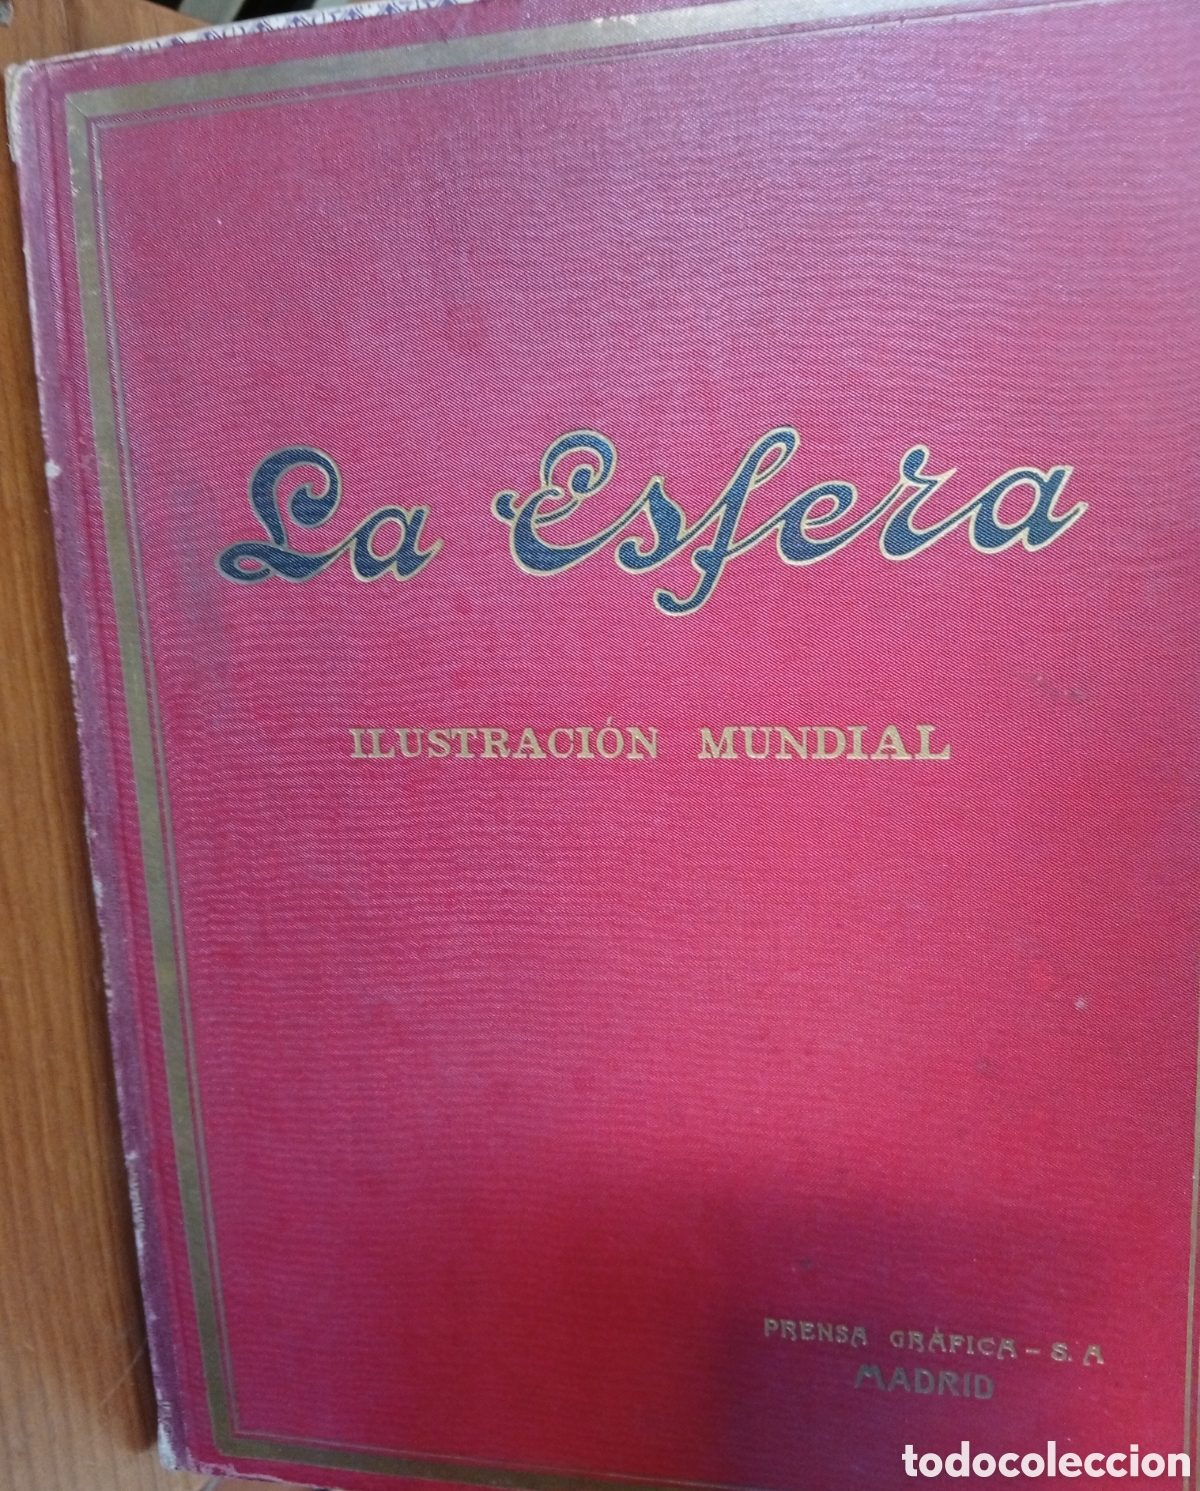 La Esfera
ILUSTRACIÓN MUNDIAL
PRENSA GRÁFICA - S. A
MADRID
todocoleccion